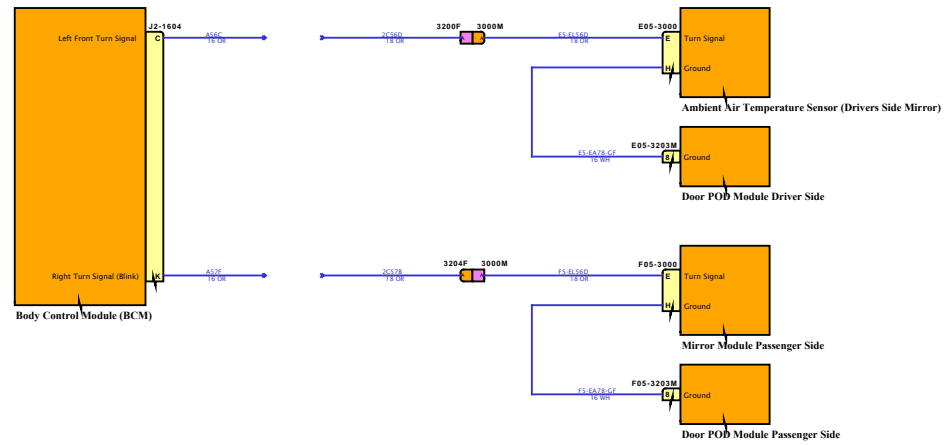 J2-1604
Left Front Turn Signal
C
A56C
16 OR
2C56D
18 OR
3200F
3000M
A
A
E5-EL56D
18 OR
E05-3000
E
Turn Signal
H
Ground
Ambient Air Temperature Sensor (Drivers Side Mirror)
E05-3203M
E5-EA78-GF
16 WH
8
Ground
Door POD Module Driver Side
Right Turn Signal (Blink)
K
A57F
16 OR
2C57B
18 OR
3204F
3000M
A
A
F5-EL56D
18 OR
F05-3000
E
Turn Signal
H
Ground
Body Control Module (BCM)
Mirror Module Passenger Side
F05-3203M
F5-EA78-GF
16 WH
8
Ground
Door POD Module Passenger Side